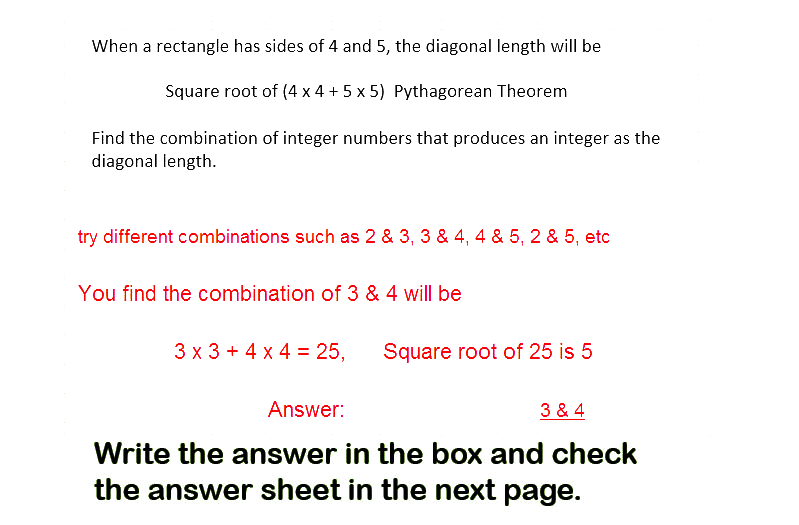 When a rectangle has sides of 4 and 5, the diagonal length will be
Square root of (4 x 4 + 5 x 5) Pythagorean Theorem
Find the combination of integer numbers that produces an integer as the
diagonal length.
try different combinations such as 2 & 3, 3 & 4, 4 & 5, 2 & 5, etc
You find the combination of 3 & 4 will be
3 x 3 + 4 x 4 = 25, Square root of 25 is 5
Answer: 3 & 4
Write the answer in the box and check
the answer sheet in the next page.